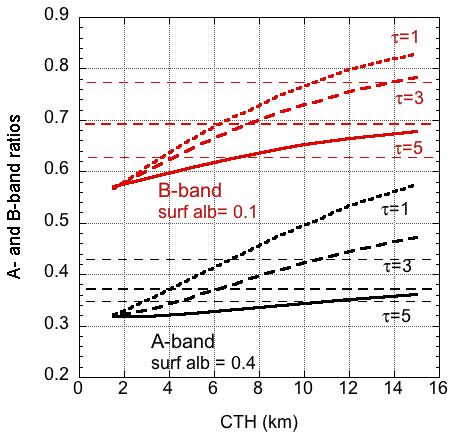 0.9
0.8
0.7
0.6
0.5
0.4
0.3
0.2
A- and B-band ratios
τ=1
τ=3
τ=5
B-band
surf alb= 0.1
τ=1
τ=3
τ=5
A-band
surf alb = 0.4
0 2 4 6 8 10 12 14 16
CTH (km)